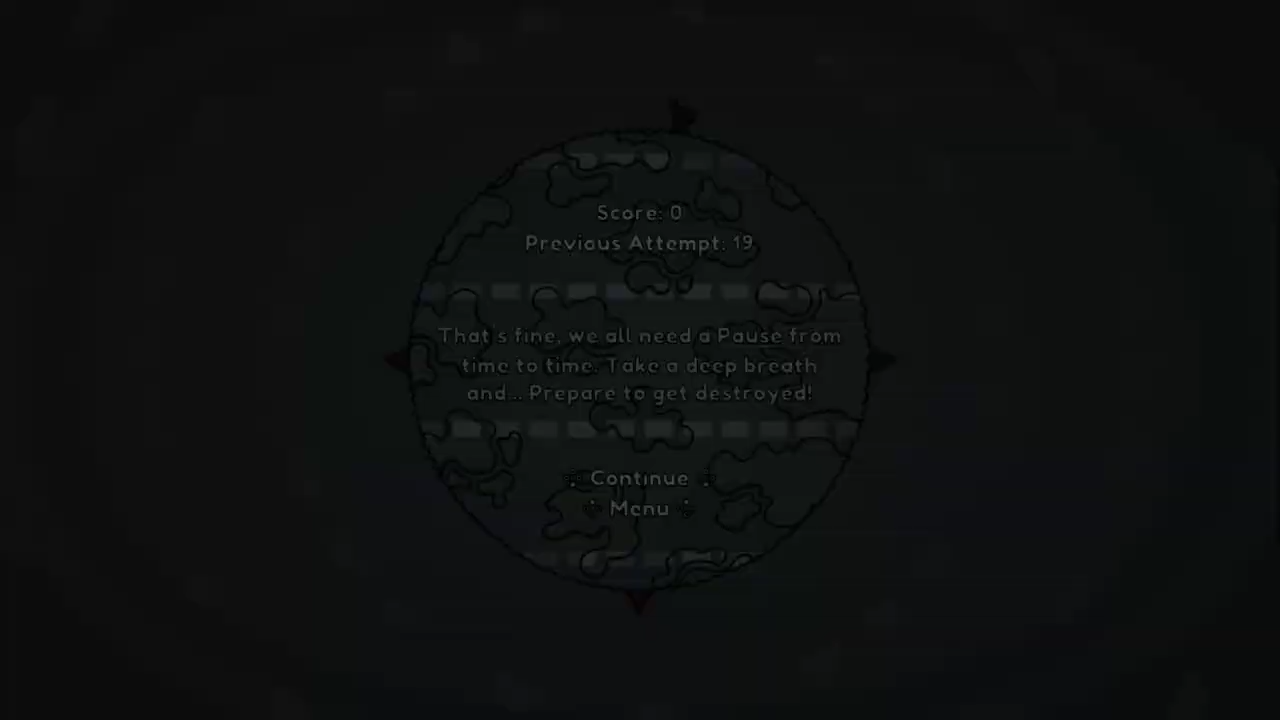 Score: 0
Previous Attempt: 19
That's fine, we all need a Pause from
time to time. Take a deep breath
and... Prepare to get destroyed!
Continue
Menu